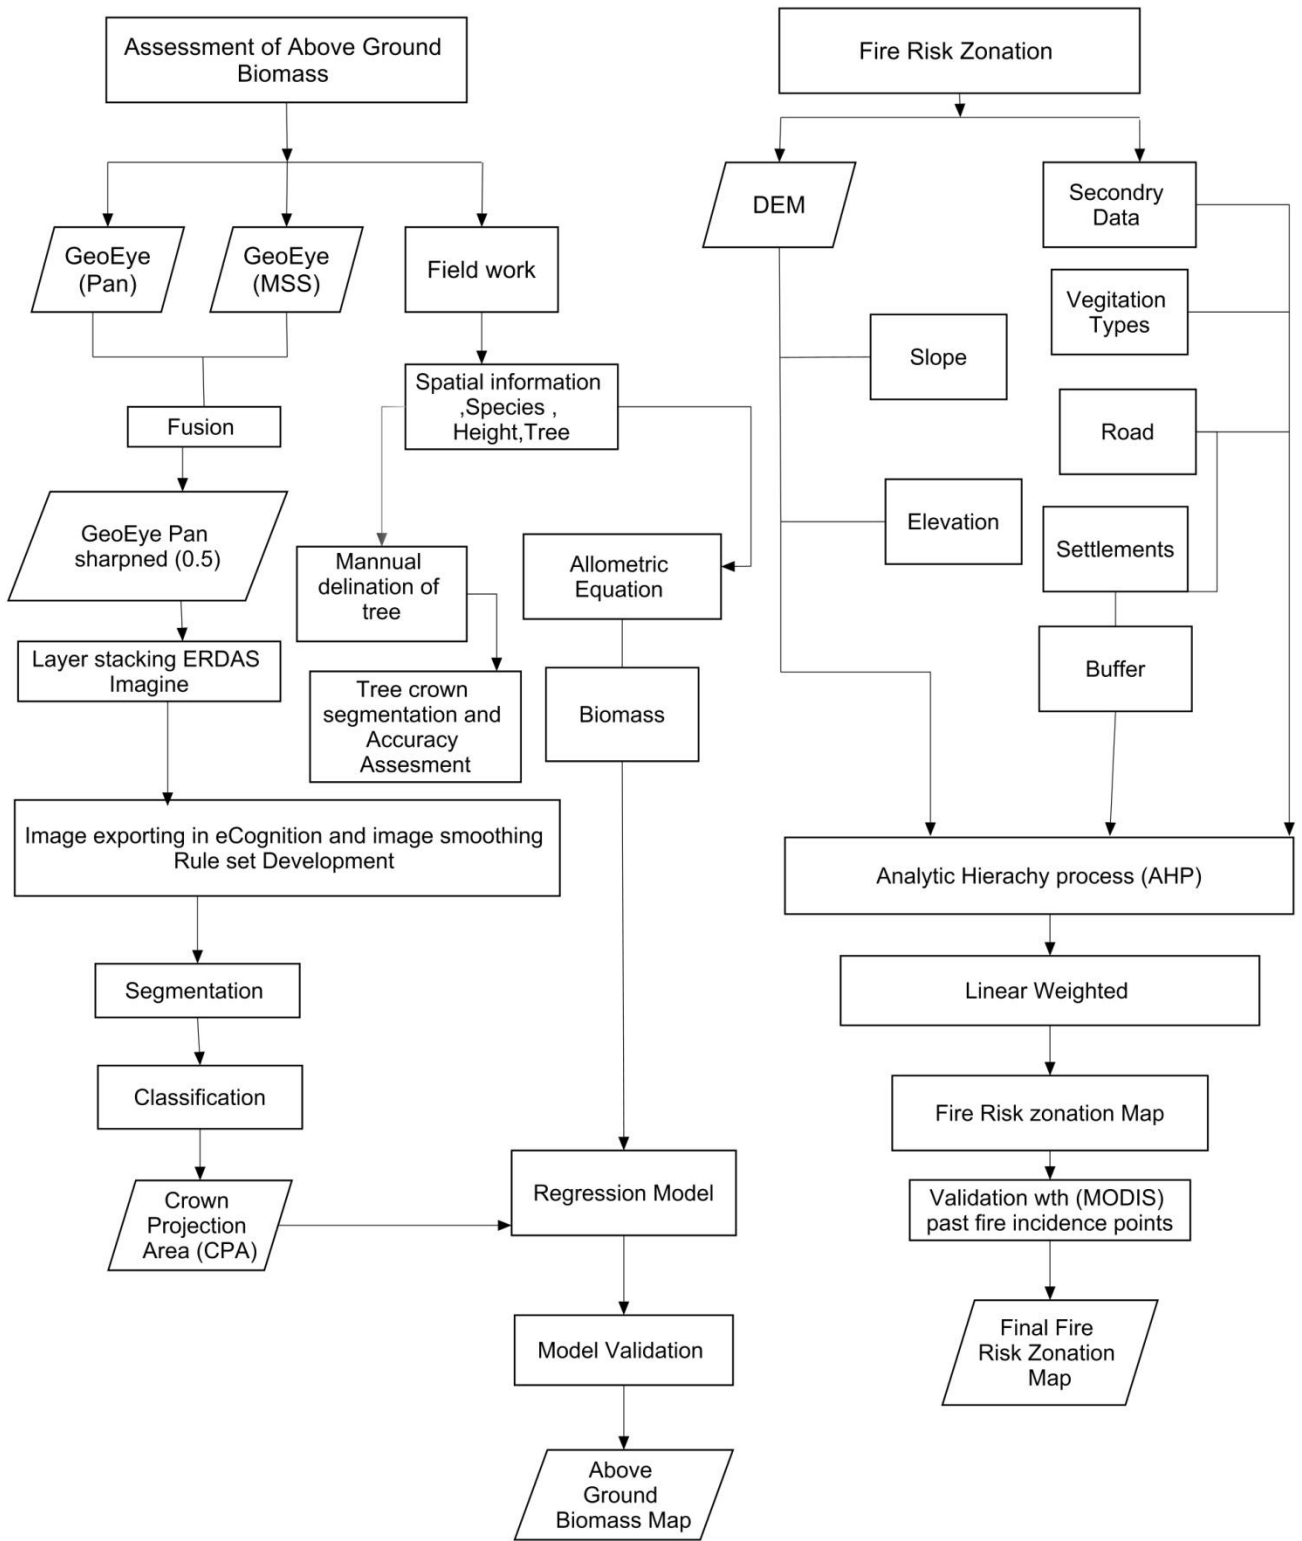 Assessment of Above Ground
Biomass
GeoEye
(Pan)
GeoEye
(MSS)
Field work
Spatial information
,Species ,
Height,Tree
Fusion
GeoEye Pan
sharpned (0.5)
Mannual
delination of
tree
Allometric
Equation
Layer stacking ERDAS
Imagine
Tree crown
segmentation and
Accuracy
Assesment
Biomass
Image exporting in eCognition and image smoothing
Rule set Development
Segmentation
Classification
Crown
Projection
Area (CPA)
Regression Model
Model Validation
Above
Ground
Biomass Map
Fire Risk Zonation
DEM
Secondry
Data
Vegitation
Types
Slope
Road
Elevation
Settlements
Buffer
Analytic Hierachy process (AHP)
Linear Weighted
Fire Risk zonation Map
Validation wth (MODIS)
past fire incidence points
Final Fire
Risk Zonation
Map